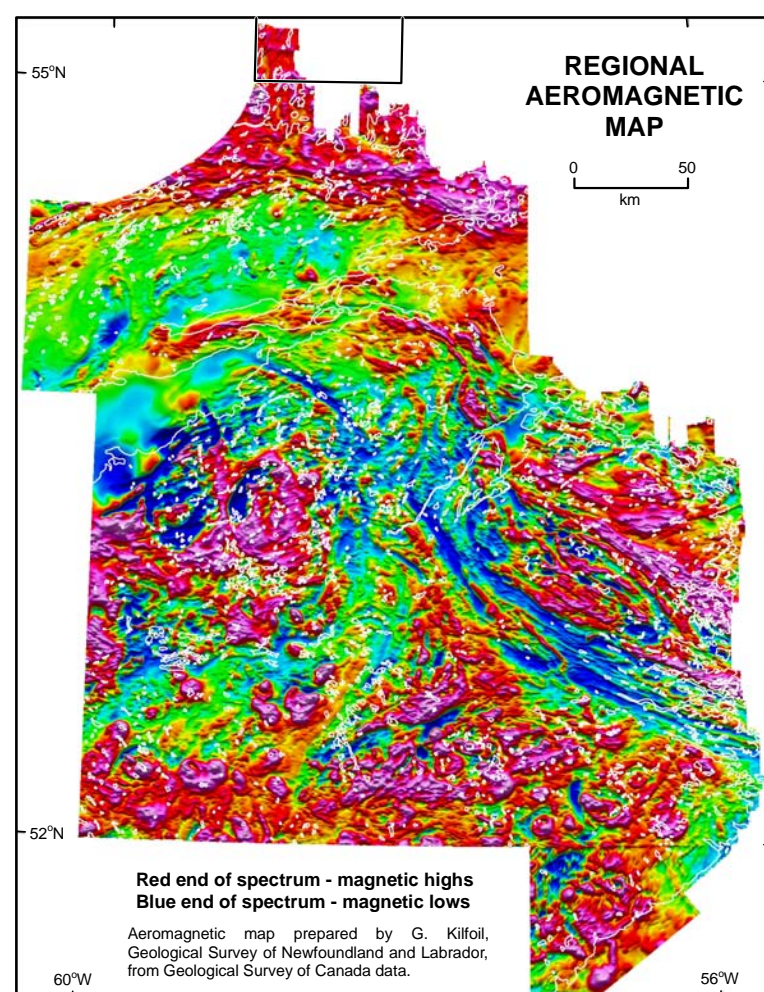 55°N
REGIONAL
AEROMAGNETIC
MAP
0 50
km
52°N
Red end of spectrum - magnetic highs
Blue end of spectrum - magnetic lows
Aeromagnetic map prepared by G. Kilfoil,
Geological Survey of Newfoundland and Labrador,
from Geological Survey of Canada data.
60°W 56°W